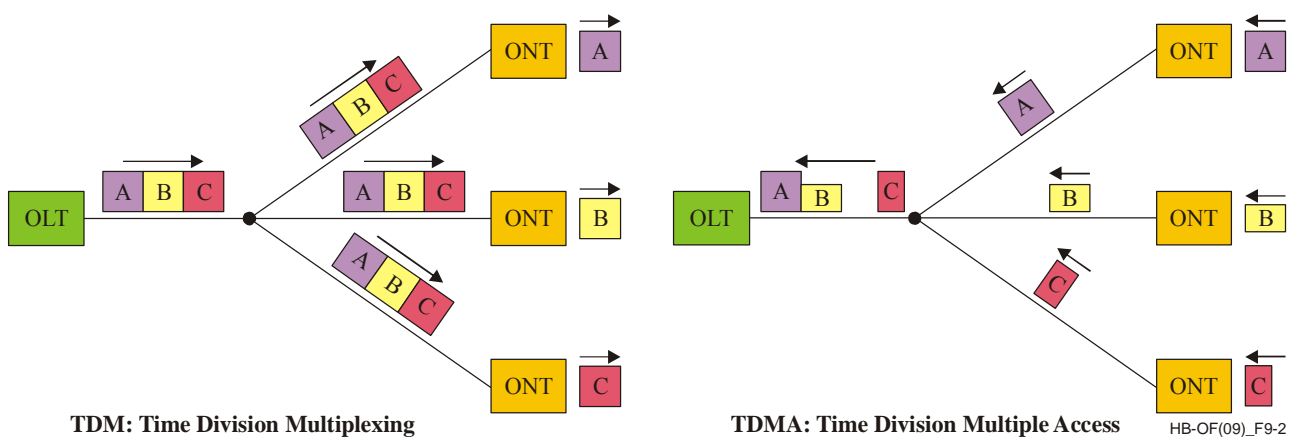 ONT
A
A B C
A B C
OLT
A B C
ONT
B
A B C
ONT
C
TDM: Time Division Multiplexing
ONT
A
A
OLT
A B C
B
ONT
B
C
ONT
C
TDMA: Time Division Multiple Access
HB-OF(09)_F9-2